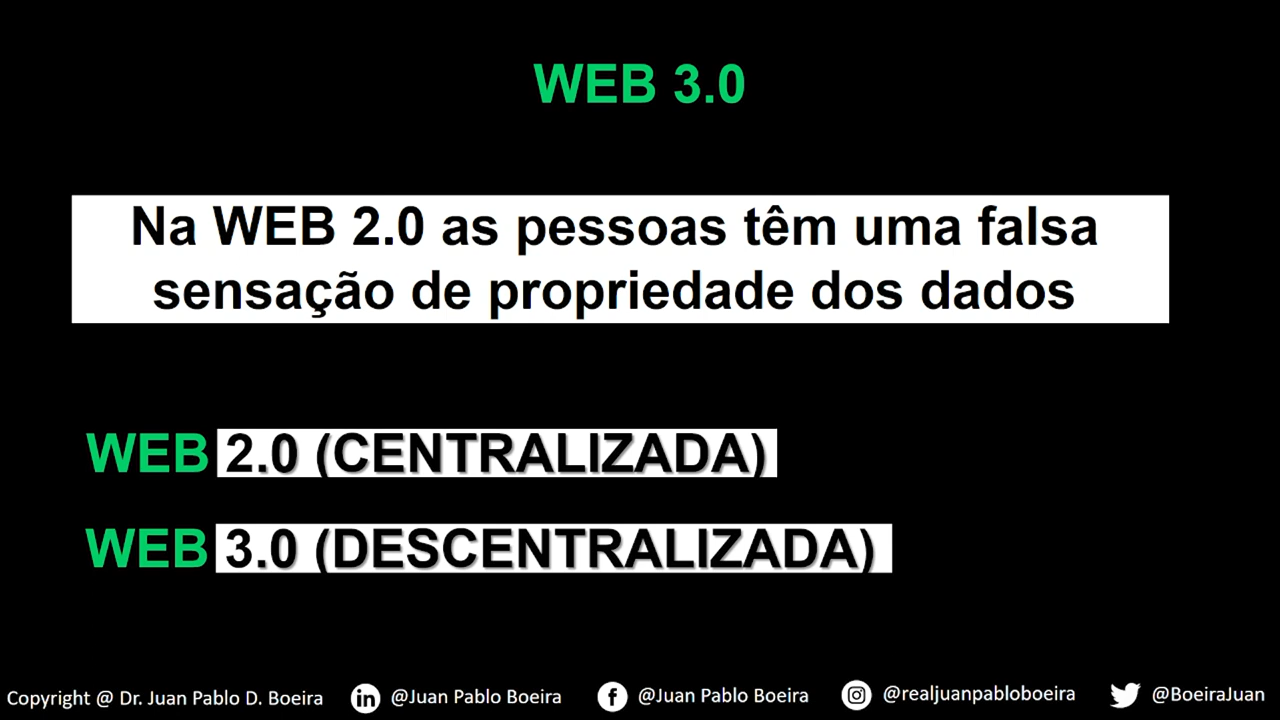 WEB 3.0
Na WEB 2.0 as pessoas têm uma falsa
sensação de propriedade dos dados
WEB 2.0 (CENTRALIZADA)
WEB 3.0 (DESCENTRALIZADA)
Copyright @ Dr. Juan Pablo D. Boeira in @Juan Pablo Boeira f @Juan Pablo Boeira @realjuanpabloboeira @BoeiraJuan